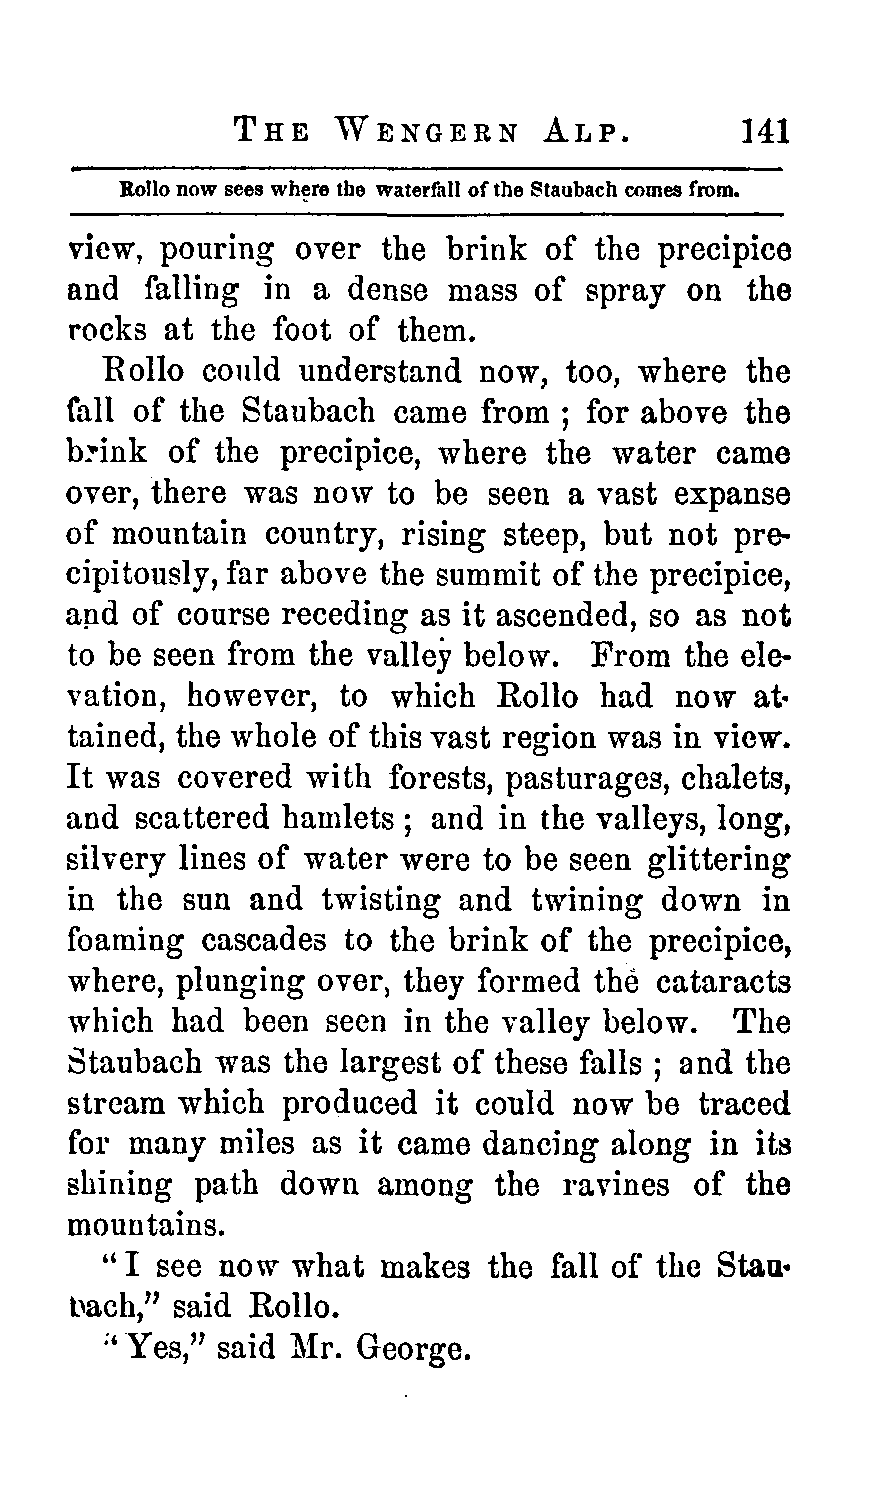 THE WENGERN ALP. 141
Rollo now sees where the waterfall of the Staubach comes from.
view, pouring over the brink of the precipice
and falling in a dense mass of spray on the
rocks at the foot of them.
Rollo could understand now, too, where the
fall of the Staubach came from ; for above the
brink of the precipice, where the water came
over, there was now to be seen a vast expanse
of mountain country, rising steep, but not pre-
cipitously, far above the summit of the precipice,
and of course receding as it ascended, so as not
to be seen from the valley below. From the ele-
vation, however, to which Rollo had now at-
tained, the whole of this vast region was in view.
It was covered with forests, pasturages, chalets,
and scattered hamlets ; and in the valleys, long,
silvery lines of water were to be seen glittering
in the sun and twisting and twining down in
foaming cascades to the brink of the precipice,
where, plunging over, they formed the cataracts
which had been seen in the valley below. The
Staubach was the largest of these falls ; and the
stream which produced it could now be traced
for many miles as it came dancing along in its
shining path down among the ravines of the
mountains.
"I see now what makes the fall of the Stau-
bach," said Rollo.
"Yes," said Mr. George.